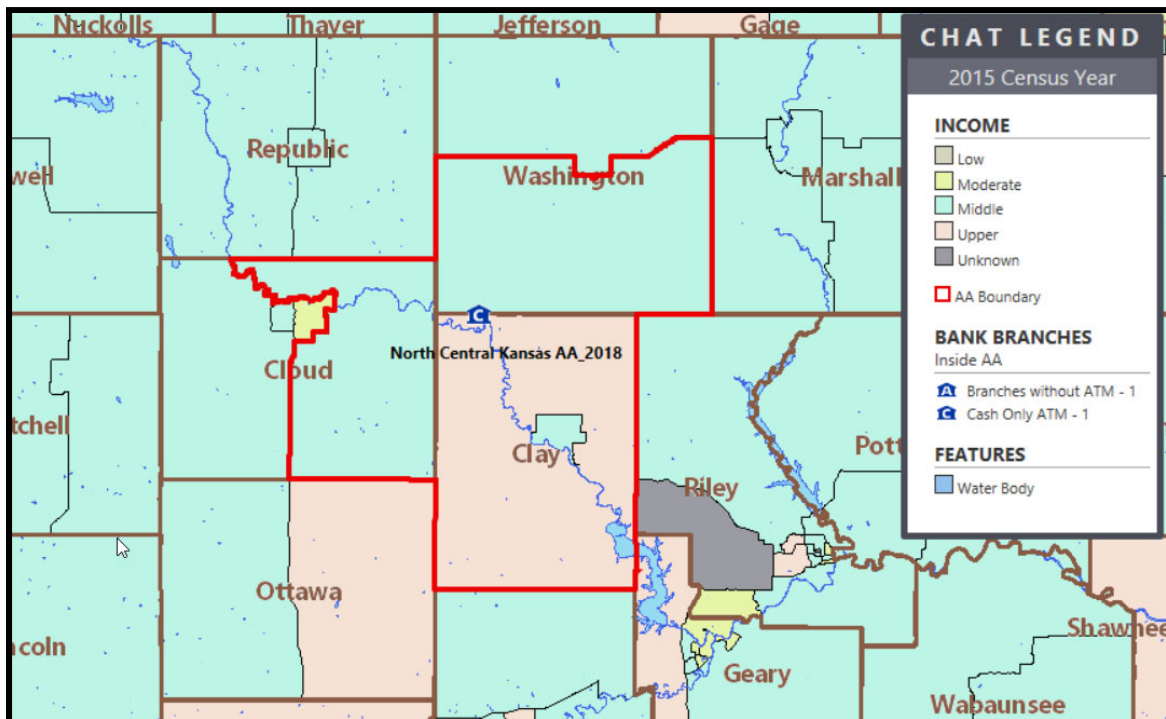 Nuckolls
Thayer
Jefferson
Gage
CHAT LEGEND
2015 Census Year
INCOME
Low
Moderate
Middle
Upper
Unknown
AA Boundary
BANK BRANCHES
Inside AA
A Branches without ATM - 1
C Cash Only ATM - 1
FEATURES
Water Body
Republic
Washington
Marshall
well
C
North Central Kansas AA_2018
Cloud
tchell
Clay
Pott
Riley
Ottawa
coln
Shawnee
Geary
Wabaunsee